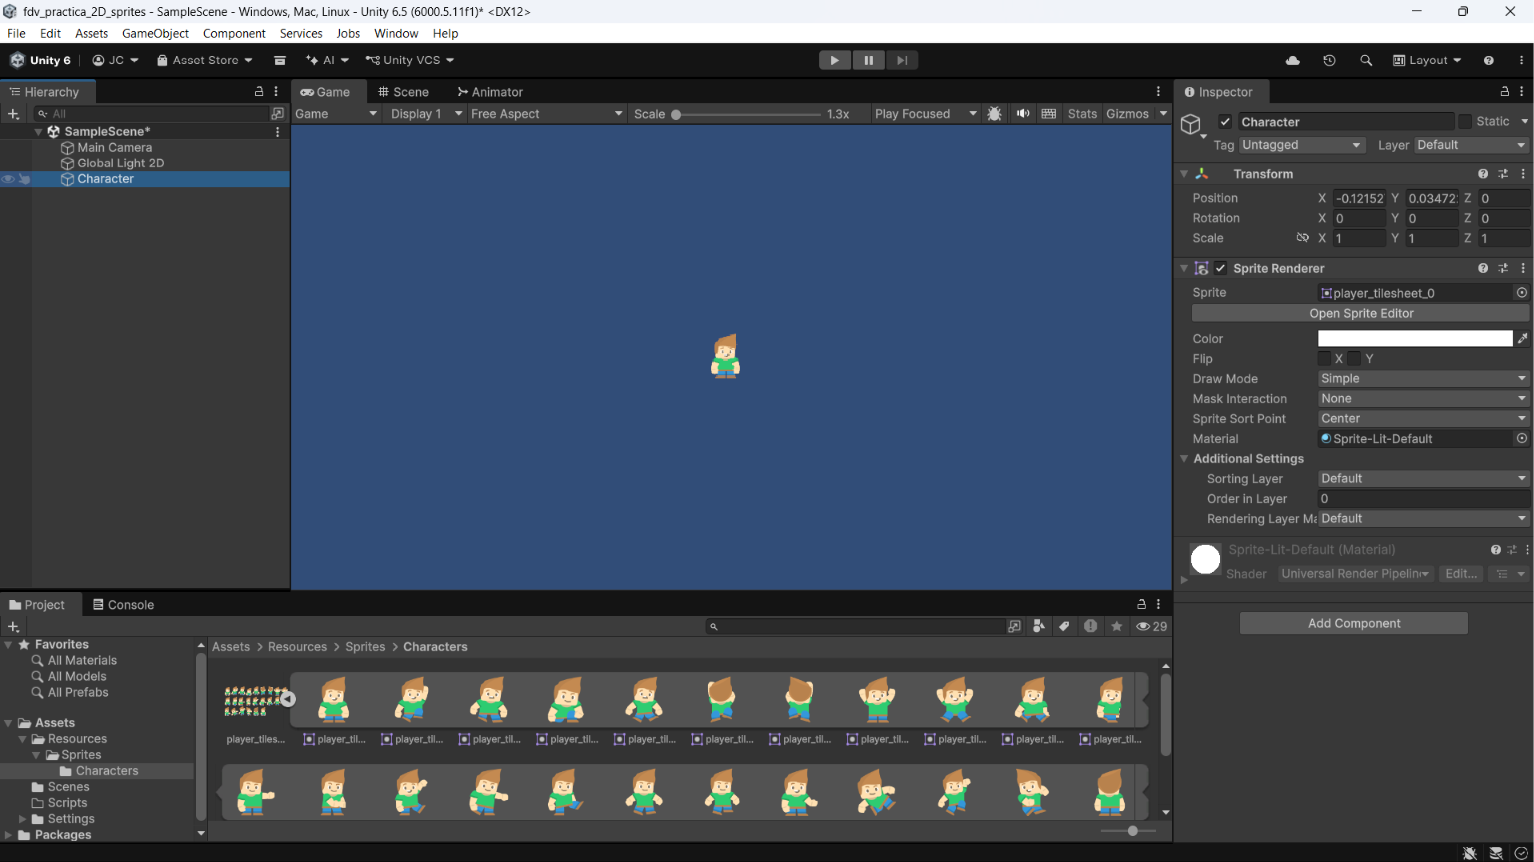 fdv_practica_2D_sprites - SampleScene - Windows, Mac, Linux - Unity 6.5 (6000.5.11f1)* <DX12>
File Edit Assets GameObject Component Services Jobs Window Help
Unity 6 JC Asset Store AI Unity VCS Layout
Hierarchy
All
SampleScene*
Main Camera
Global Light 2D
Character
Game Scene Animator
Game Display 1 Free Aspect Scale 1.3x Play Focused Stats Gizmos
Inspector
Character Static
Tag Untagged Layer Default
Transform
Position X -0.12152 Y 0.03472 Z 0
Rotation X 0 Y 0 Z 0
Scale X 1 Y 1 Z 1
Sprite Renderer
Sprite player_tilesheet_0
Open Sprite Editor
Color
Flip X Y
Draw Mode Simple
Mask Interaction None
Sprite Sort Point Center
Material Sprite-Lit-Default
Additional Settings
Sorting Layer Default
Order in Layer 0
Rendering Layer Ma Default
Sprite-Lit-Default (Material)
Shader Universal Render Pipelin Edit...
Add Component
Project Console
29
Favorites
All Materials
All Models
All Prefabs
Assets
Resources
Sprites
Characters
Scenes
Scripts
Settings
Packages
Assets > Resources > Sprites > Characters
player_tiles... player_til... player_til... player_til... player_til... player_til... player_til... player_til... player_til... player_til... player_til... player_til...